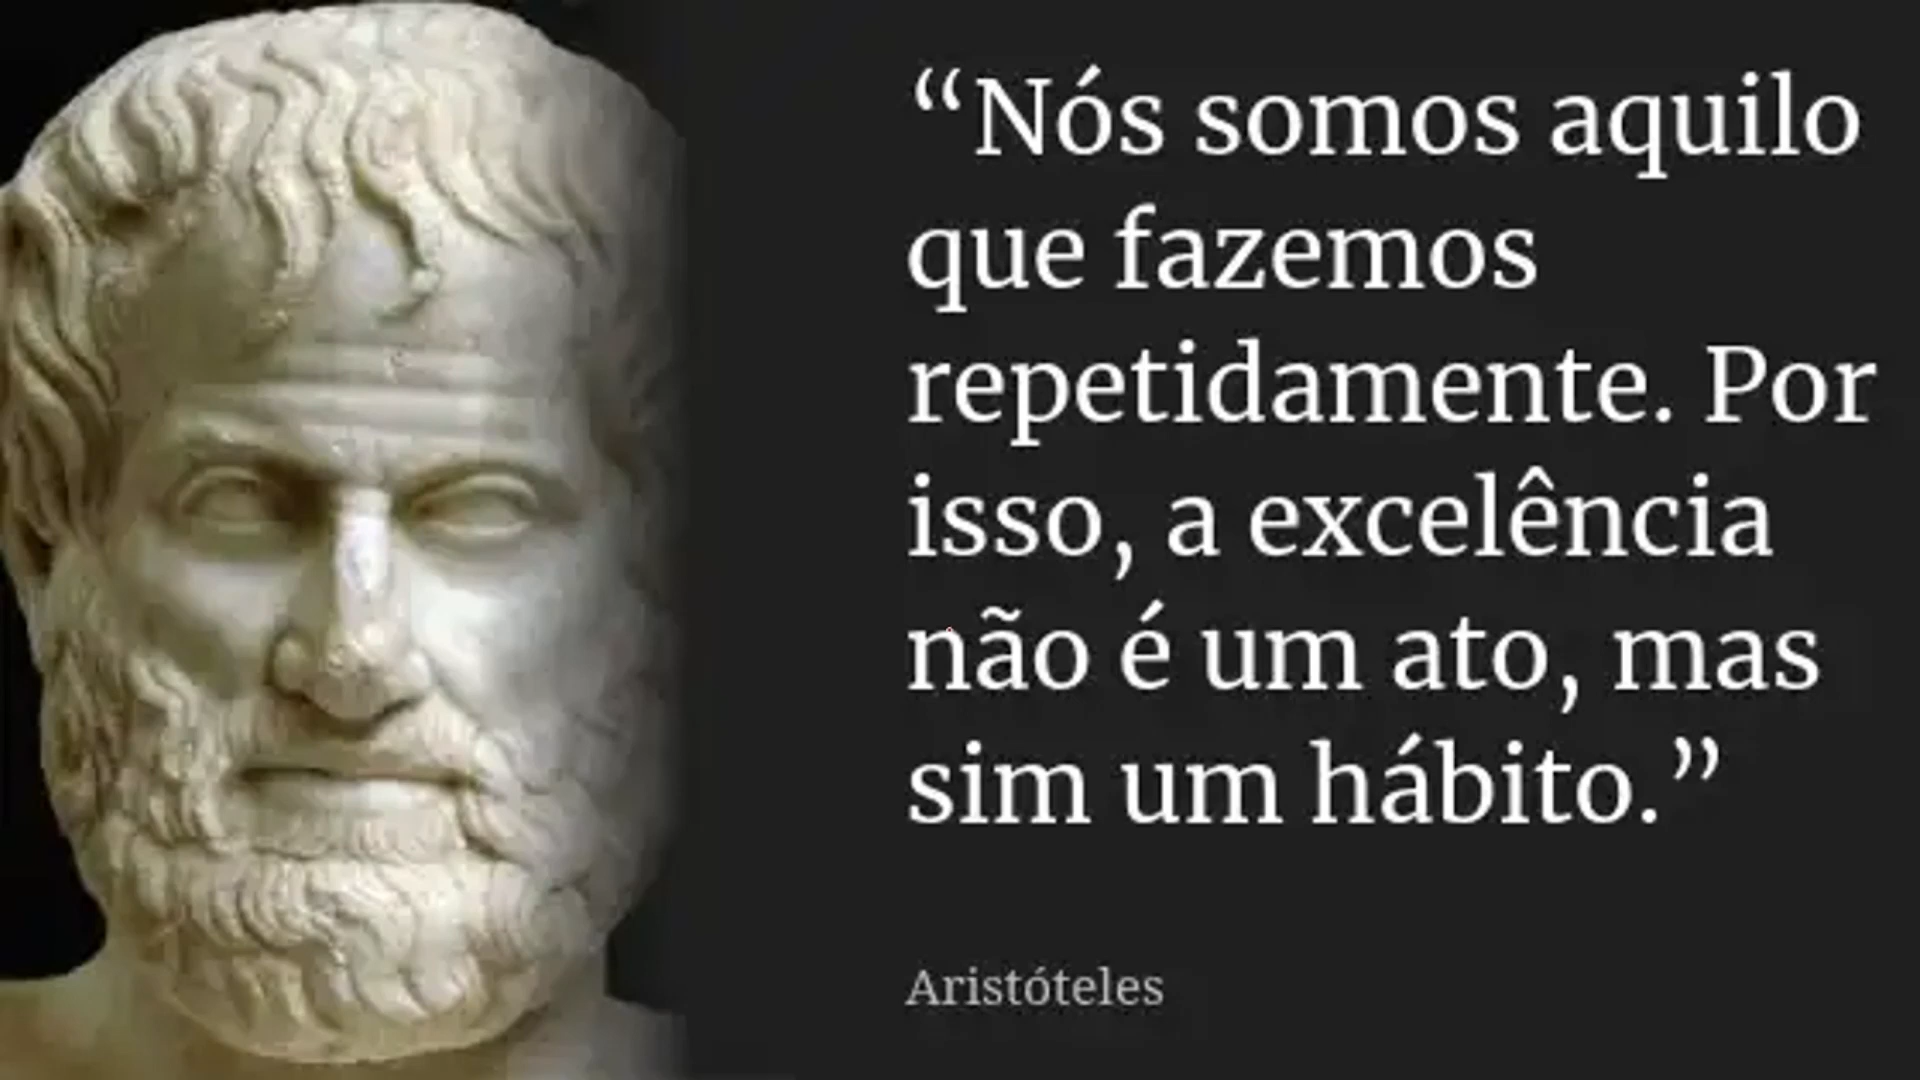 “Nós somos aquilo
que fazemos
repetidamente. Por
isso, a excelência
não é um ato, mas
sim um hábito.”
Aristóteles